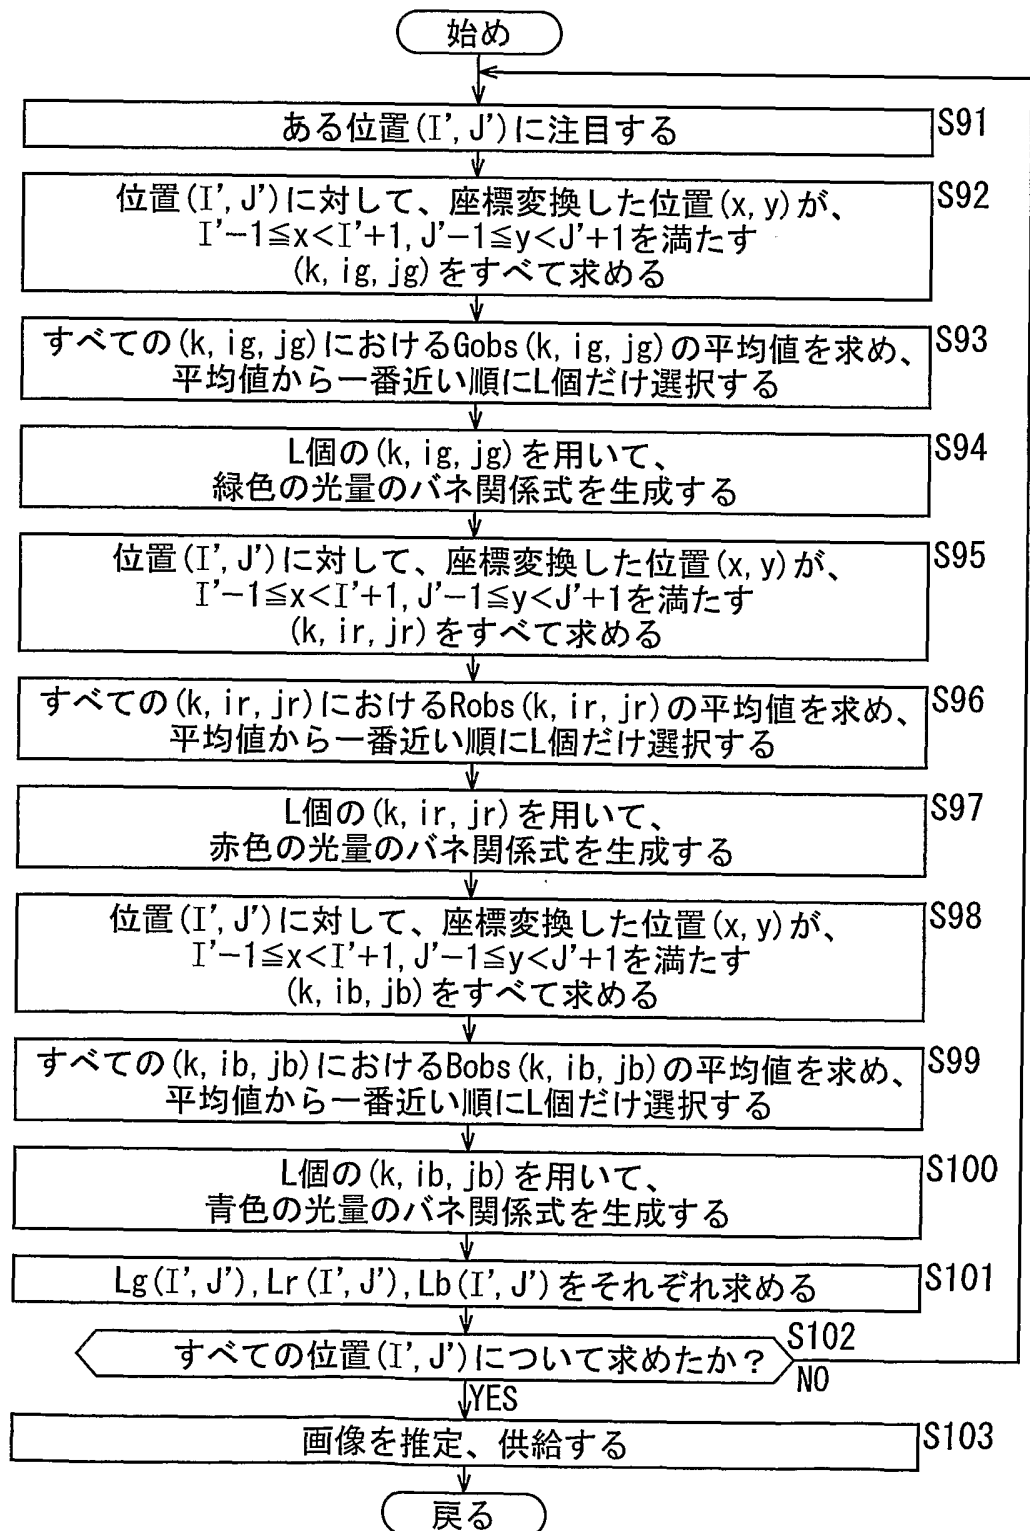 始め
ある位置(I',J')に注目する
S91
位置(I',J')に対して、座標変換した位置(x,y)が、
I'−1≦x<I'+1,J'−1≦y<J'+1を満たす
(k,ig,jg)をすべて求める
S92
すべての(k,ig,jg)におけるGobs(k,ig,jg)の平均値を求め、
平均値から一番近い順にL個だけ選択する
S93
L個の(k,ig,jg)を用いて、
緑色の光量のバネ関係式を生成する
S94
位置(I',J')に対して、座標変換した位置(x,y)が、
I'−1≦x<I'+1,J'−1≦y<J'+1を満たす
(k,ir,jr)をすべて求める
S95
すべての(k,ir,jr)におけるRobs(k,ir,jr)の平均値を求め、
平均値から一番近い順にL個だけ選択する
S96
L個の(k,ir,jr)を用いて、
赤色の光量のバネ関係式を生成する
S97
位置(I',J')に対して、座標変換した位置(x,y)が、
I'−1≦x<I'+1,J'−1≦y<J'+1を満たす
(k,ib,jb)をすべて求める
S98
すべての(k,ib,jb)におけるBobs(k,ib,jb)の平均値を求め、
平均値から一番近い順にL個だけ選択する
S99
L個の(k,ib,jb)を用いて、
青色の光量のバネ関係式を生成する
S100
Lg(I',J'),Lr(I',J'),Lb(I',J')をそれぞれ求める
S101
すべての位置(I',J')について求めたか？
S102
NO
YES
画像を推定、供給する
S103
戻る